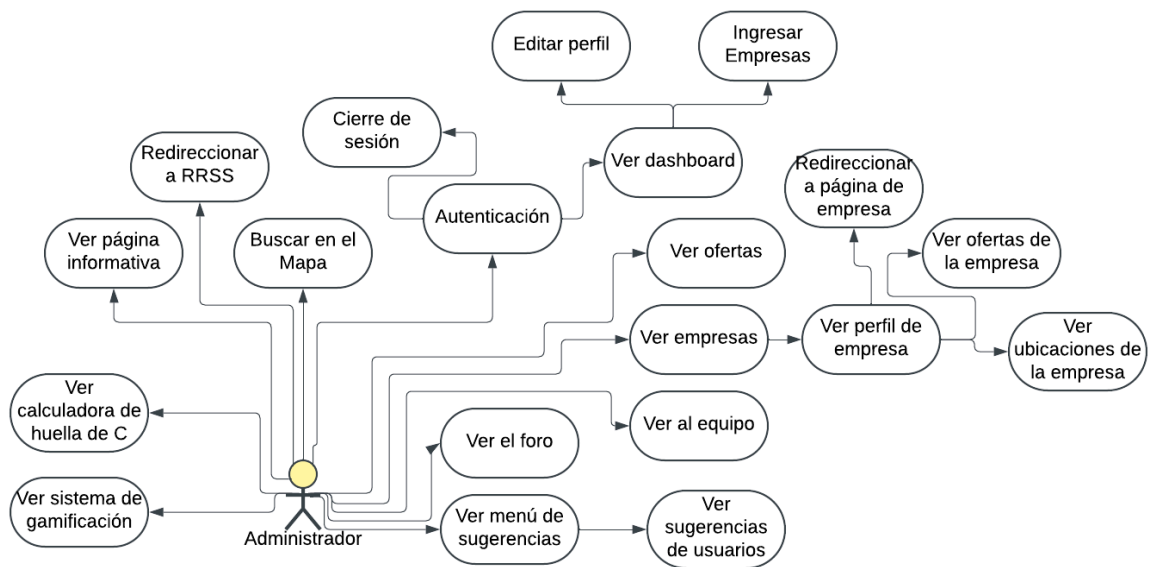 Editar perfil
Ingresar
Empresas
Cierre de
sesión
Redireccionar
a RRSS
Ver dashboard
Redireccionar
a página de
empresa
Autenticación
Ver página
informativa
Buscar en el
Mapa
Ver ofertas
Ver ofertas de
la empresa
Ver empresas
Ver perfil de
empresa
Ver
ubicaciones de
la empresa
Ver
calculadora de
huella de C
Ver al equipo
Ver el foro
Ver sistema de
gamificación
Administrador
Ver menú de
sugerencias
Ver
sugerencias
de usuarios